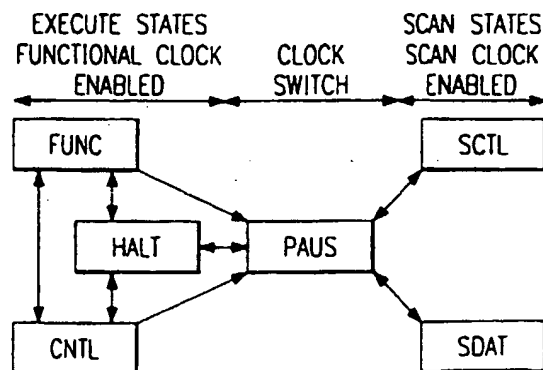 EXECUTE STATES
FUNCTIONAL CLOCK
ENABLED
CLOCK
SWITCH
SCAN STATES
SCAN CLOCK
ENABLED
FUNC
SCTL
HALT
PAUS
CNTL
SDAT